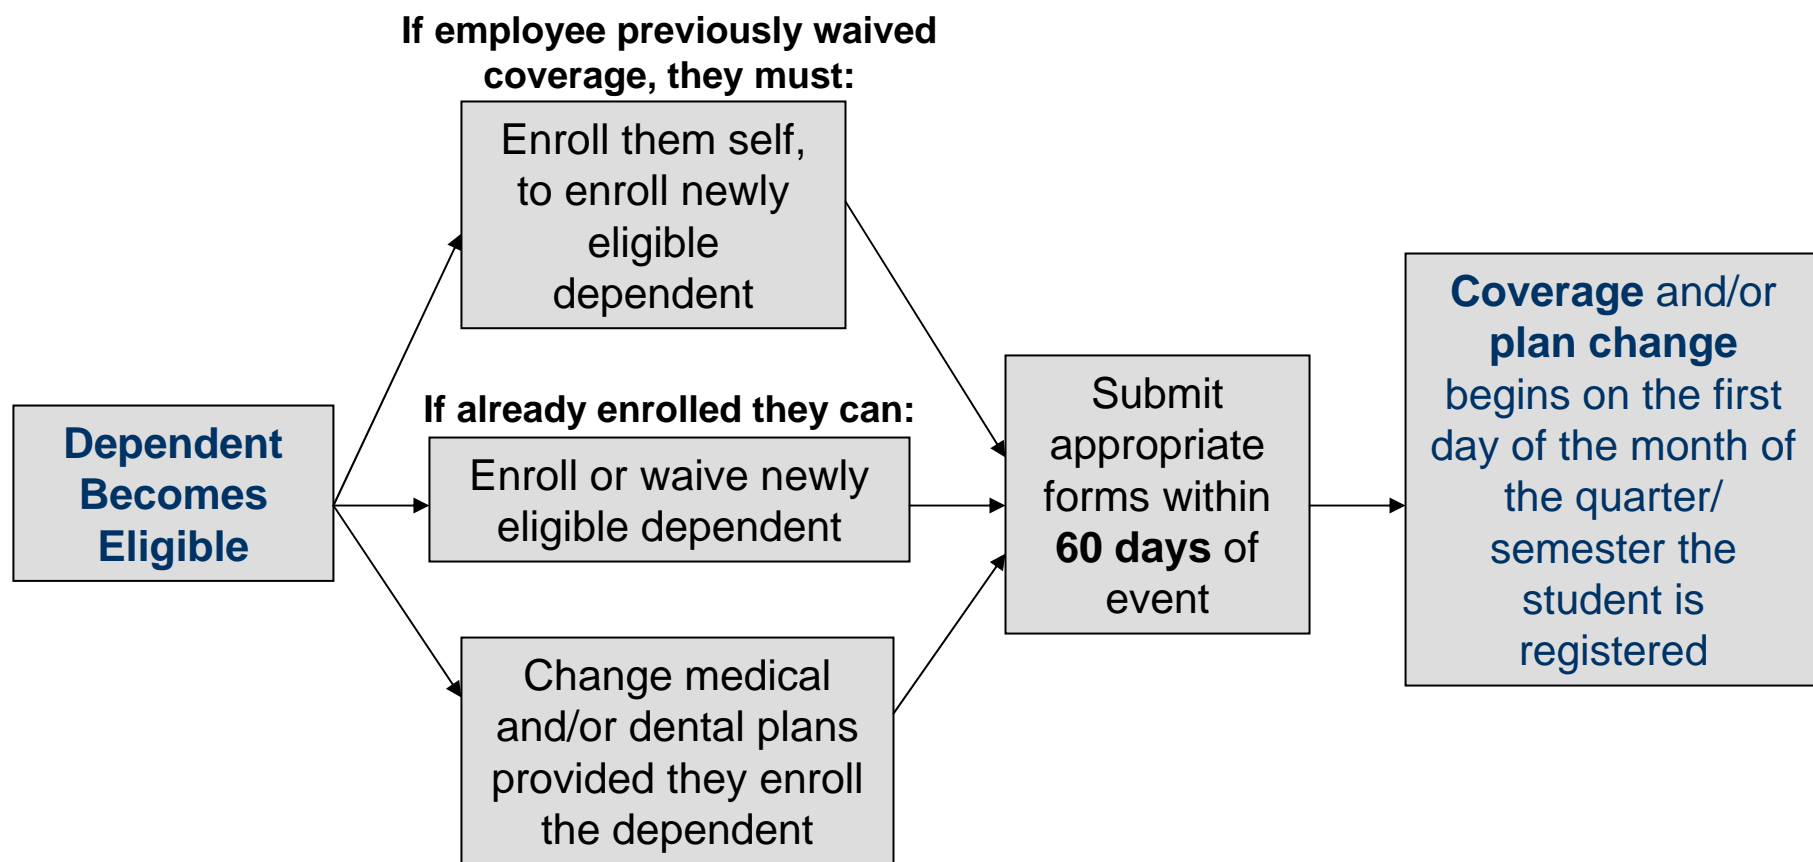 If employee previously waived
coverage, they must:
Enroll them self,
to enroll newly
eligible
dependent
Dependent
Becomes
Eligible
If already enrolled they can:
Enroll or waive newly
eligible dependent
Change medical
and/or dental plans
provided they enroll
the dependent
Submit
appropriate
forms within
60 days of
event
Coverage and/or
plan change
begins on the first
day of the month of
the quarter/
semester the
student is
registered